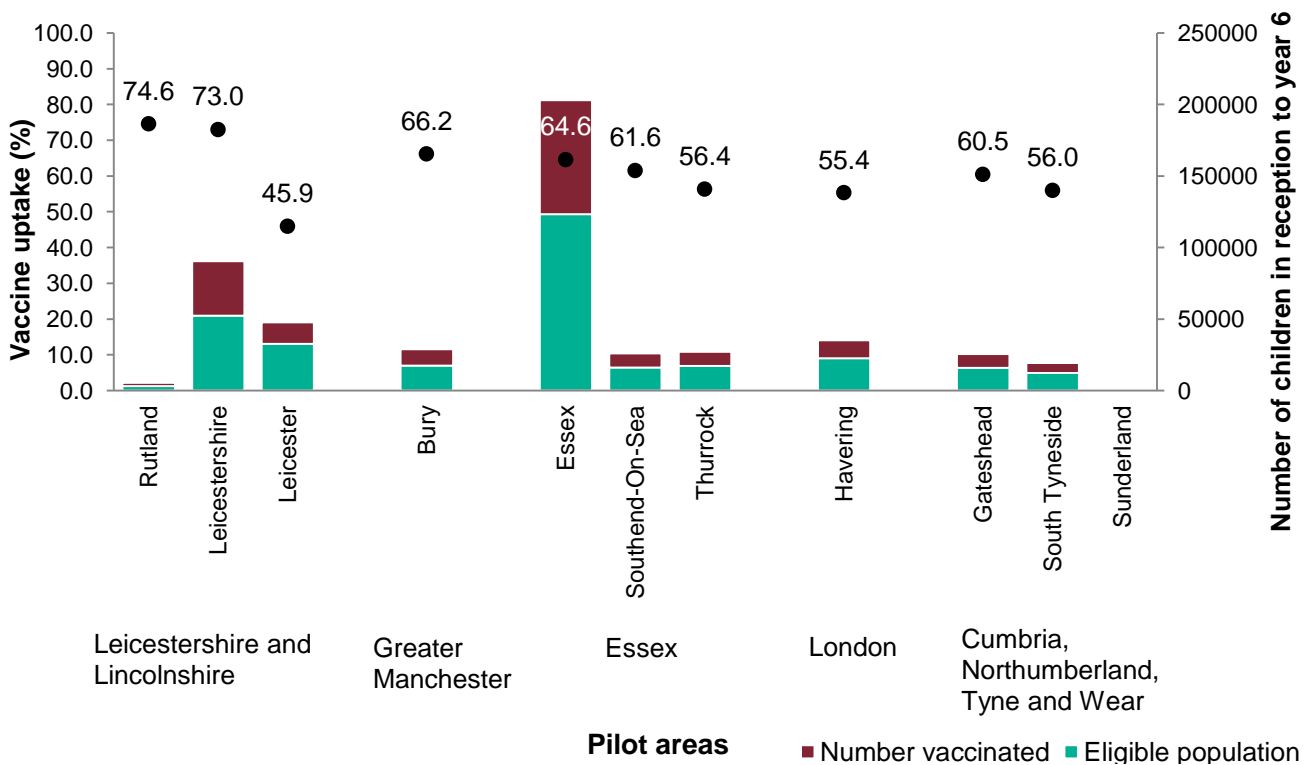 Vaccine uptake (%)
100.0
90.0
80.0
70.0
60.0
50.0
40.0
30.0
20.0
10.0
0.0
74.6
73.0
45.9
66.2
64.6
61.6
56.4
55.4
60.5
56.0
250000
200000
150000
100000
50000
0
Number of children in reception to year 6
Rutland
Leicestershire
Leicester
Bury
Essex
Southend-On-Sea
Thurrock
Havering
Gateshead
South Tyneside
Sunderland
Leicestershire and
Lincolnshire
Greater
Manchester
Essex
London
Cumbria,
Northumberland,
Tyne and Wear
Pilot areas
Number vaccinated
Eligible population